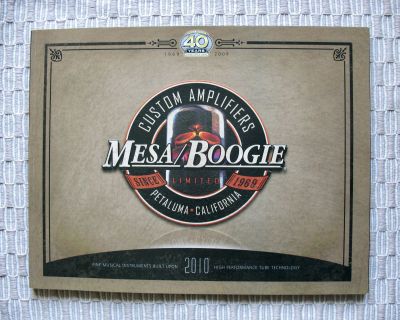 40
YEARS
1969 2009
CUSTOM AMPLIFIERS
MESA/BOOGIE
SINCE LIMITED 1969
PETALUMA • CALIFORNIA
FINE MUSICAL INSTRUMENTS BUILT UPON 2010 HIGH PERFORMANCE TUBE TECHNOLOGY